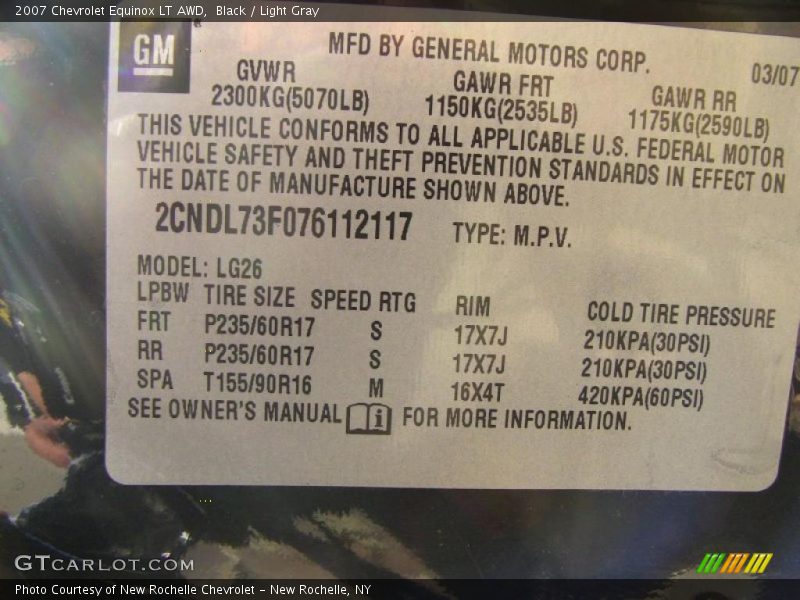 2007 Chevrolet Equinox LT AWD,  Black / Light Gray
GM
MFD BY GENERAL MOTORS CORP.
03/07
GVWR GAWR FRT GAWR RR
2300KG(5070LB) 1150KG(2535LB) 1175KG(2590LB)
THIS VEHICLE CONFORMS TO ALL APPLICABLE U.S. FEDERAL MOTOR
VEHICLE SAFETY AND THEFT PREVENTION STANDARDS IN EFFECT ON
THE DATE OF MANUFACTURE SHOWN ABOVE.
2CNDL73F076112117 TYPE: M.P.V.
MODEL: LG26
LPBW TIRE SIZE SPEED RTG RIM COLD TIRE PRESSURE
FRT P235/60R17 S 17X7J 210KPA(30PSI)
RR P235/60R17 S 17X7J 210KPA(30PSI)
SPA T155/90R16 M 16X4T 420KPA(60PSI)
SEE OWNER'S MANUAL i FOR MORE INFORMATION.
GTCARLOT.COM
Photo Courtesy of New Rochelle Chevrolet – New Rochelle, NY